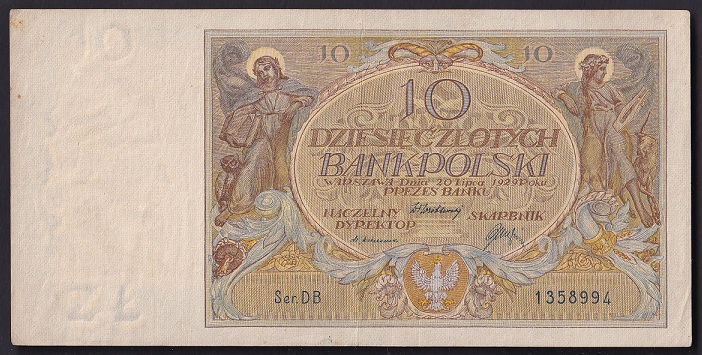 10 10
10
DZIESIĘĆ ZŁOTYCH
BANK POLSKI
WARSZAWA Dnia 20 Lipca 1929 Roku
PREZES BANKU
NACZELNY SKARBNIK
DYREKTOR
Ser. DB 1358994